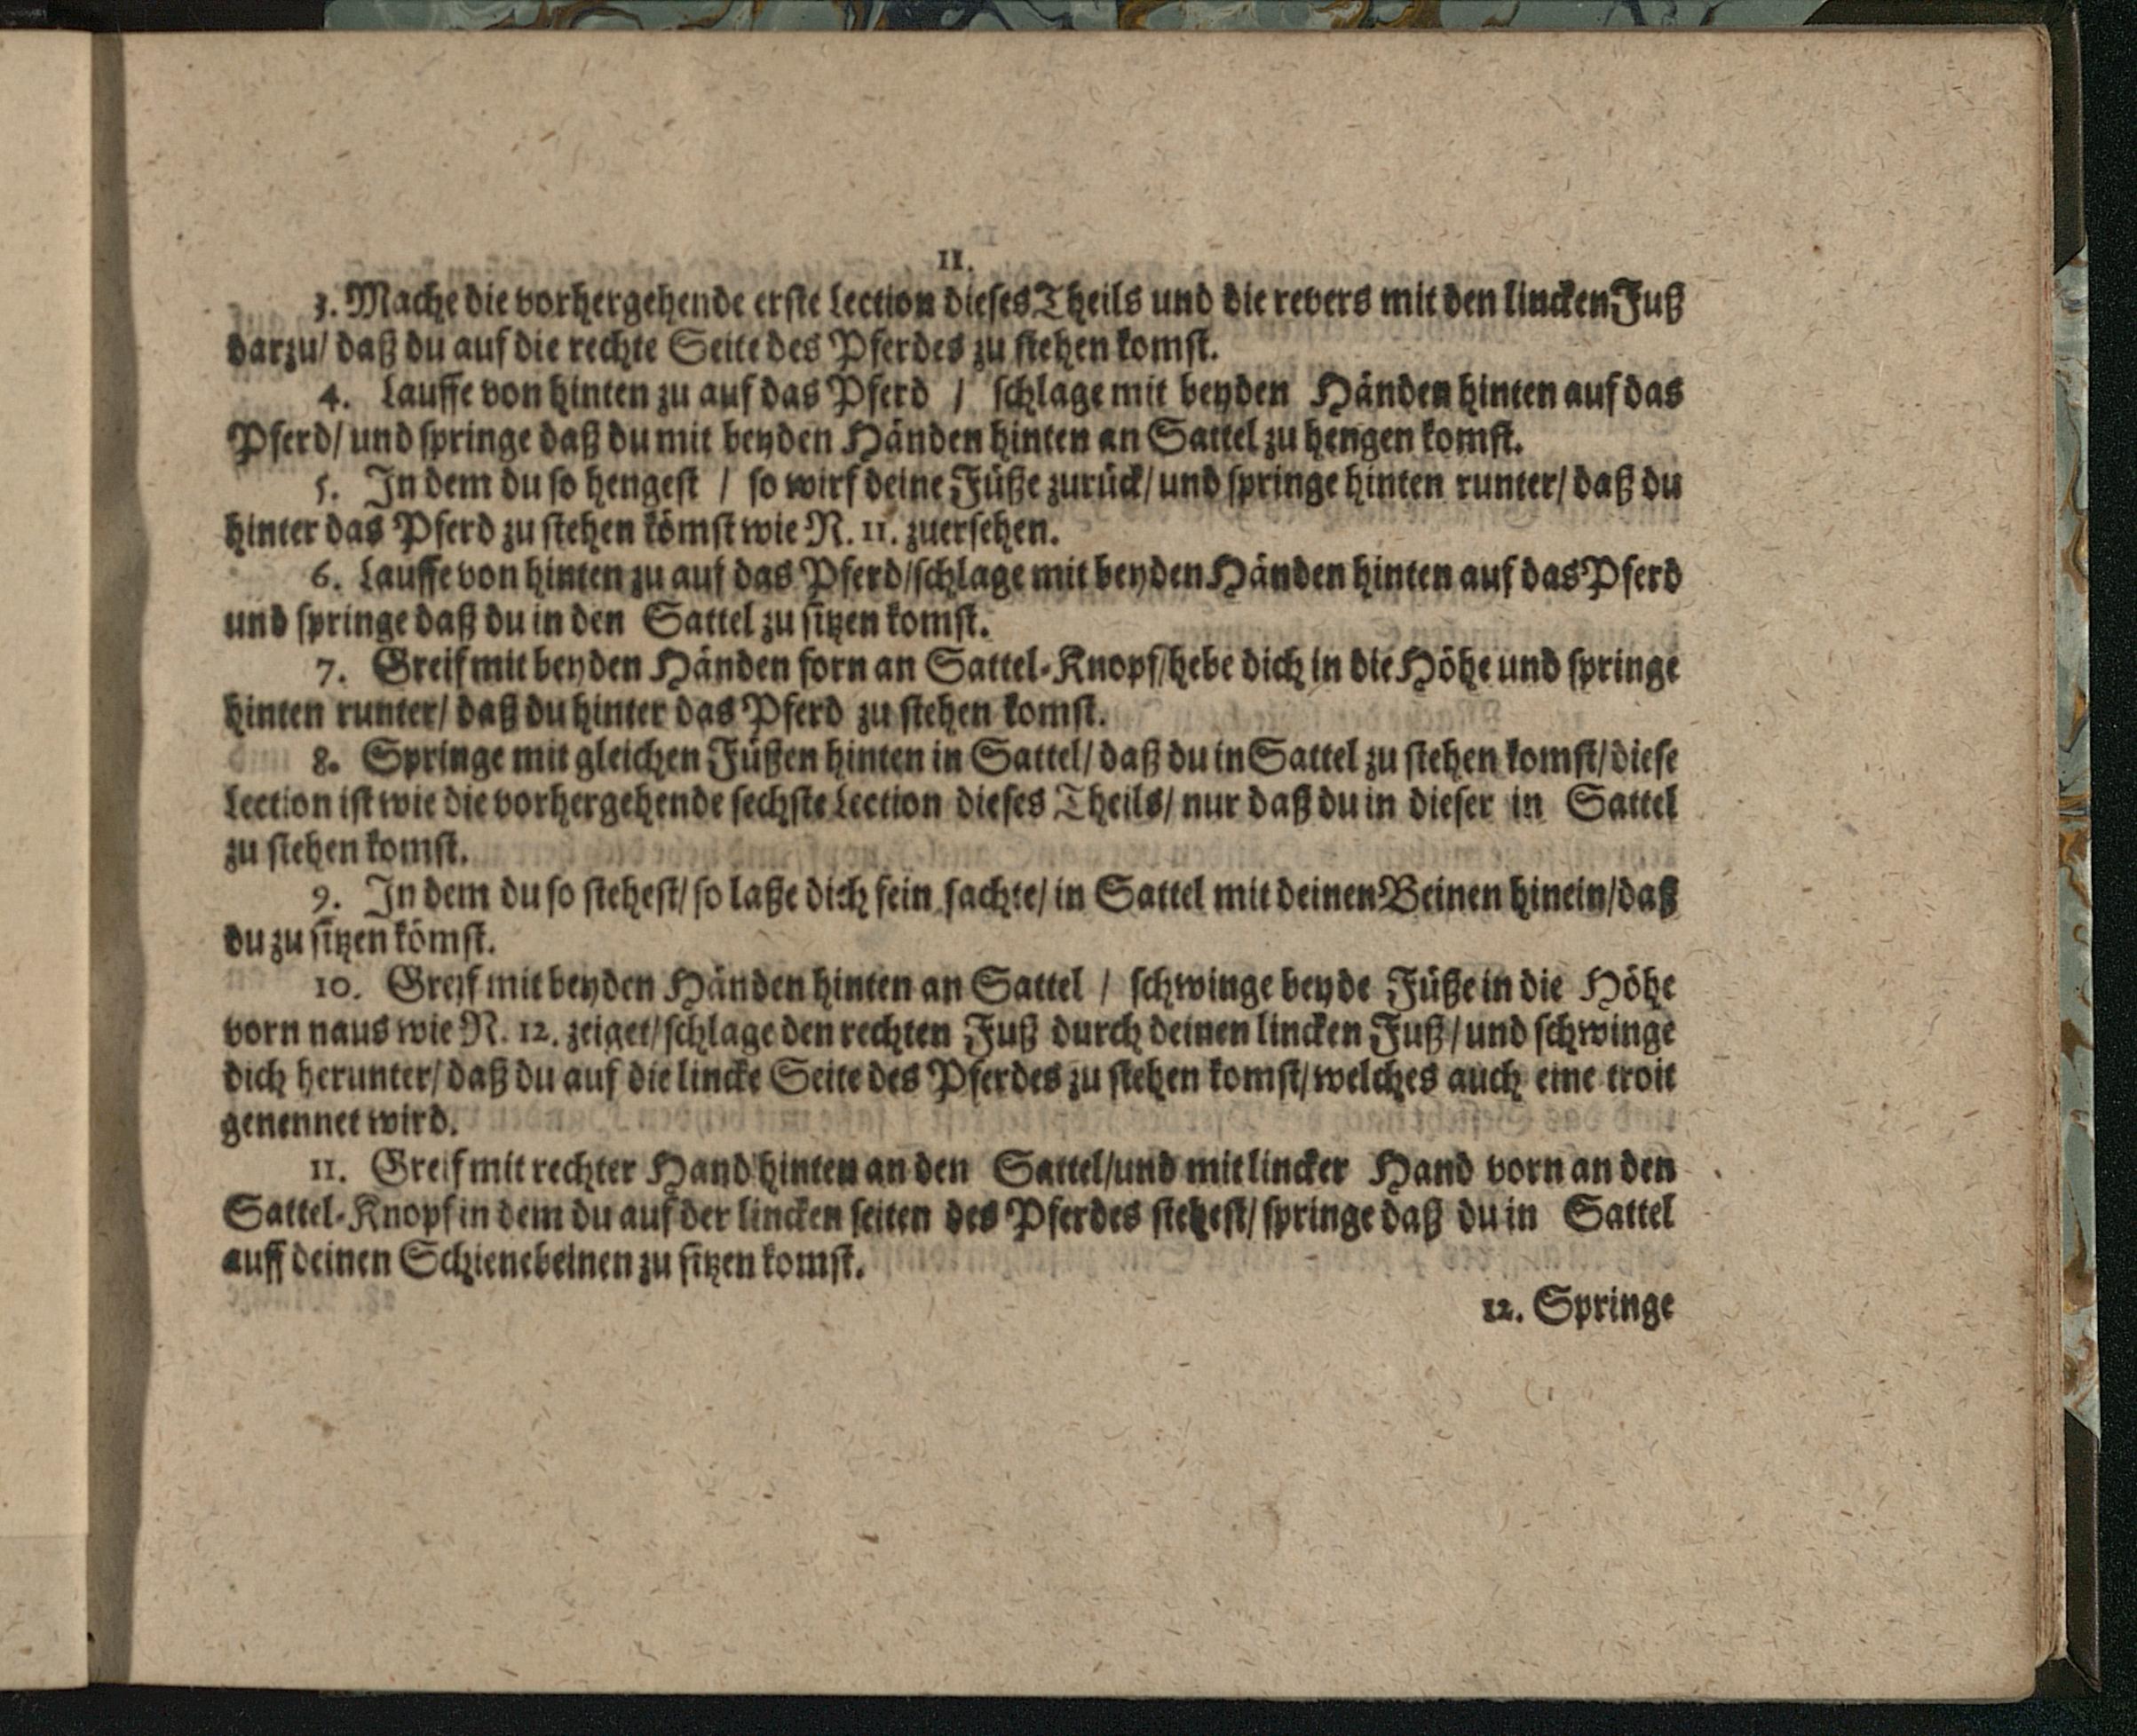 11.
3. Mache die vorhergehende erste Lection dieses Theils und die revers mit den lincken Fuß
darzu/ daß du auf die rechte Seite des Pferdes zu stehen komst.
4. Lauffe von hinten zu auf das Pferd / schlage mit beyden Händen hinten auf das
Pferd/ und springe daß du mit beyden Händen hinten an Sattel zu hengen komst.
5. In dem du so hengest / so wirf deine Füße zurück/ und springe hinten runter/ daß du
hinter das Pferd zu stehen kömst wie N. 11. zuersehen.
6. Lauffe von hinten zu auf das Pferd/schlage mit beyden Händen hinten auf das Pferd
und springe daß du in den Sattel zu sitzen komst.
7. Greif mit beyden Händen forn an Sattel-Knopf/hebe dich in die Höhe und springe
hinten runter/ daß du hinter das Pferd zu stehen komst.
8. Springe mit gleichen Füßen hinten in Sattel/ daß du in Sattel zu stehen komst/diese
Lection ist wie die vorhergehende sechste Lection dieses Theils/ nur daß du in dieser in Sattel
zu stehen komst.
9. In dem du so stehest/ so laße dich fein sachte/ in Sattel mit deinen Beinen hinein/daß
du zu sitzen kömst.
10. Greif mit beyden Händen hinten an Sattel / schwinge beyde Füße in die Höhe
vorn naus wie N. 12. zeiget/schlage den rechten Fuß durch deinen lincken Fuß/und schwinge
dich herunter/ daß du auf die lincke Seite des Pferdes zu stehen komst/welches auch eine troit
genennet wird.
11. Greif mit rechter Hand hinten an den Sattel/und mit lincker Hand vorn an den
Sattel-Knopf in dem du auf der lincken seiten des Pferdes stehest/ springe daß du in Sattel
auff deinen Schienebeinen zu sitzen komst.
12. Springe